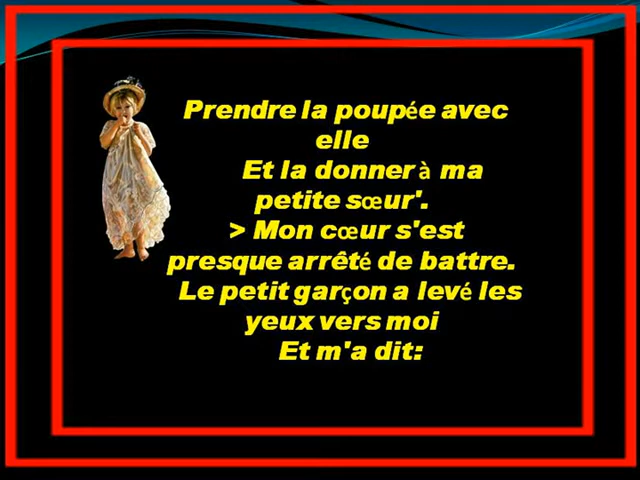 Prendre la poupée avec
elle
Et la donner à ma
petite sœur'.
> Mon cœur s'est
presque arrêté de battre.
Le petit garçon a levé les
yeux vers moi
Et m'a dit: